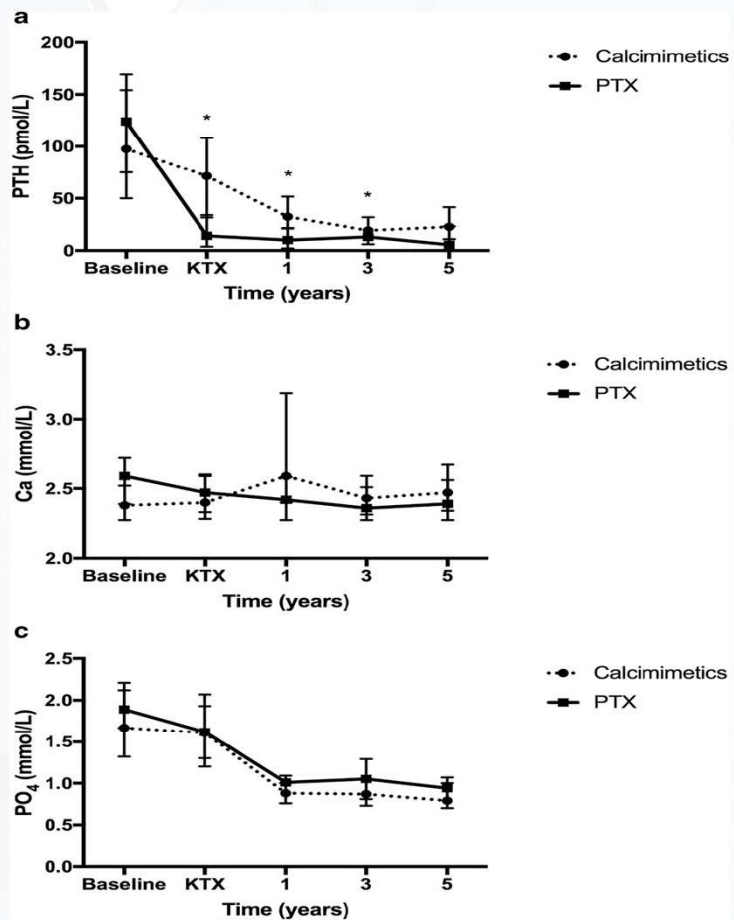 a
200
150
100
50
0
PTH (pmol/L)
* * *
Baseline KTX 1 3 5
Time (years)
Calcimimetics
PTX
b
3.5
3.0
2.5
2.0
Ca (mmol/L)
Baseline KTX 1 3 5
Time (years)
Calcimimetics
PTX
c
2.5
2.0
1.5
1.0
0.5
0.0
PO4 (mmol/L)
Baseline KTX 1 3 5
Time (years)
Calcimimetics
PTX